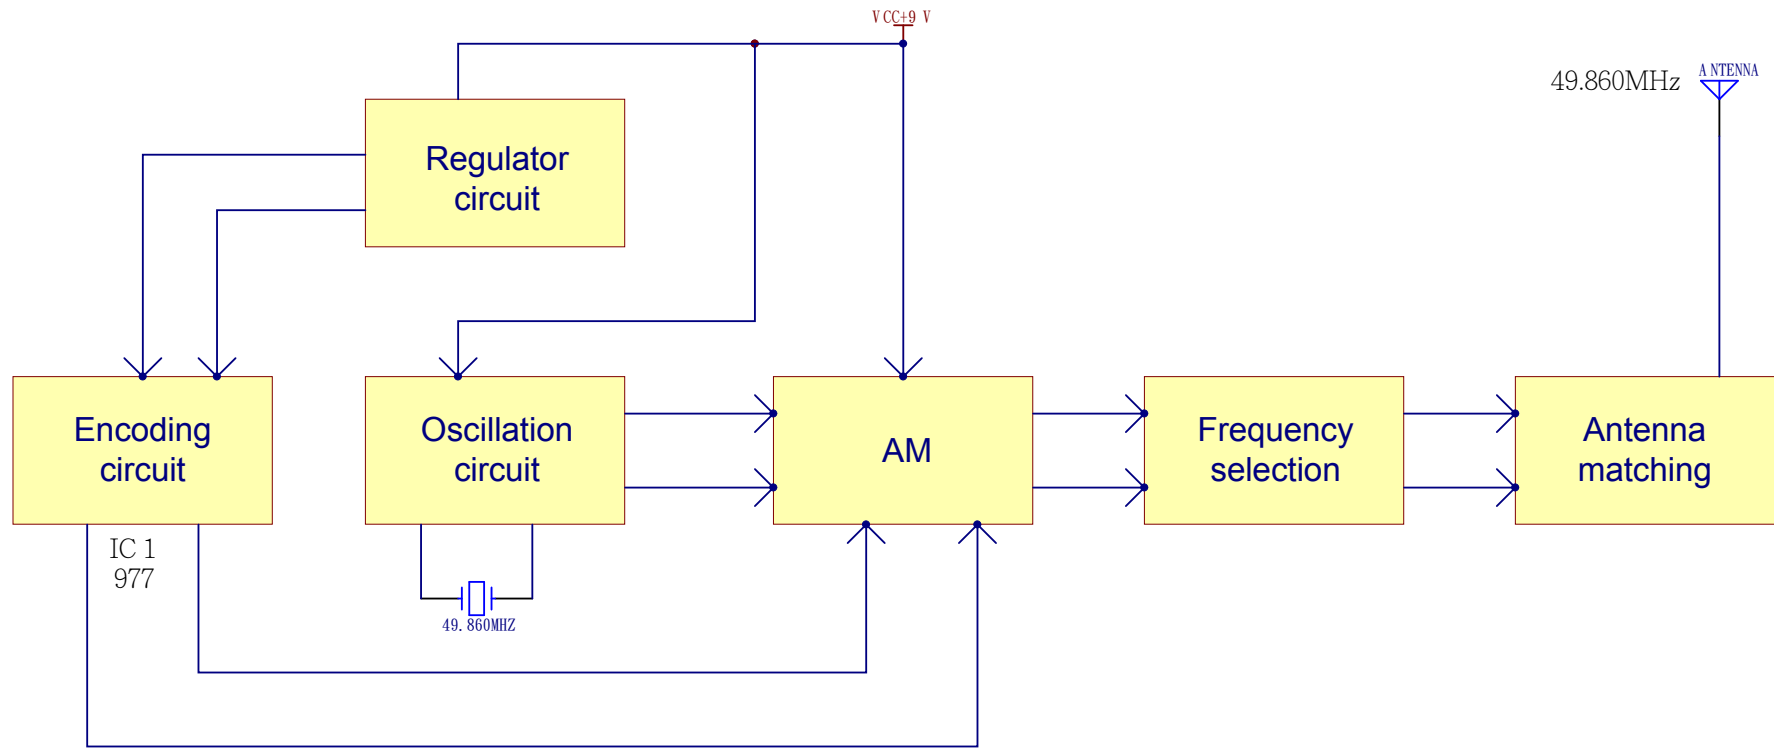 VCC+9 V
49.860MHz
ANTENNA
Regulator
circuit
Encoding
circuit
Oscillation
circuit
AM
Frequency
selection
Antenna
matching
IC 1
977
49.860MHZ